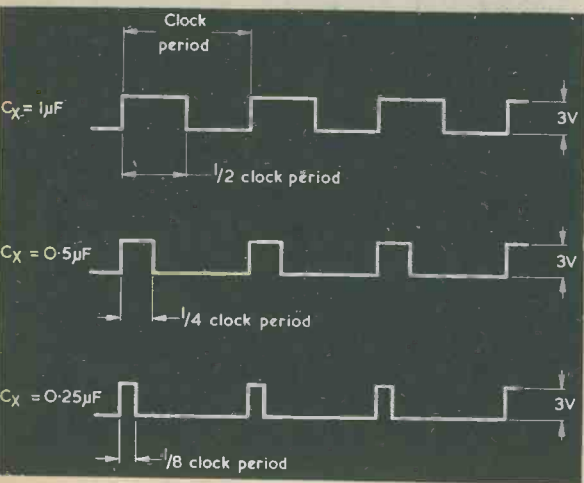 Clock
period
Cx = 1μF
3V
1/2 clock period
Cx = 0·5μF
3V
1/4 clock period
Cx = 0·25μF
3V
1/8 clock period